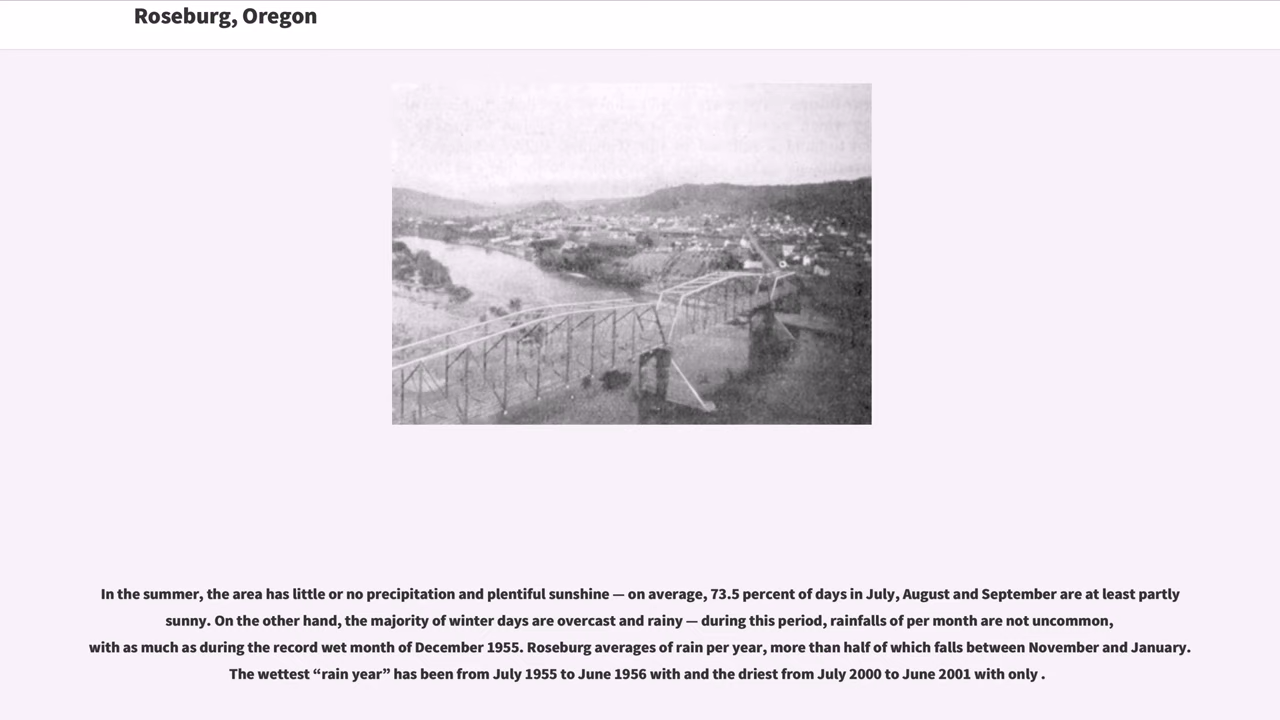 Roseburg, Oregon
In the summer, the area has little or no precipitation and plentiful sunshine — on average, 73.5 percent of days in July, August and September are at least partly
sunny. On the other hand, the majority of winter days are overcast and rainy — during this period, rainfalls of per month are not uncommon,
with as much as during the record wet month of December 1955. Roseburg averages of rain per year, more than half of which falls between November and January.
The wettest “rain year” has been from July 1955 to June 1956 with and the driest from July 2000 to June 2001 with only .